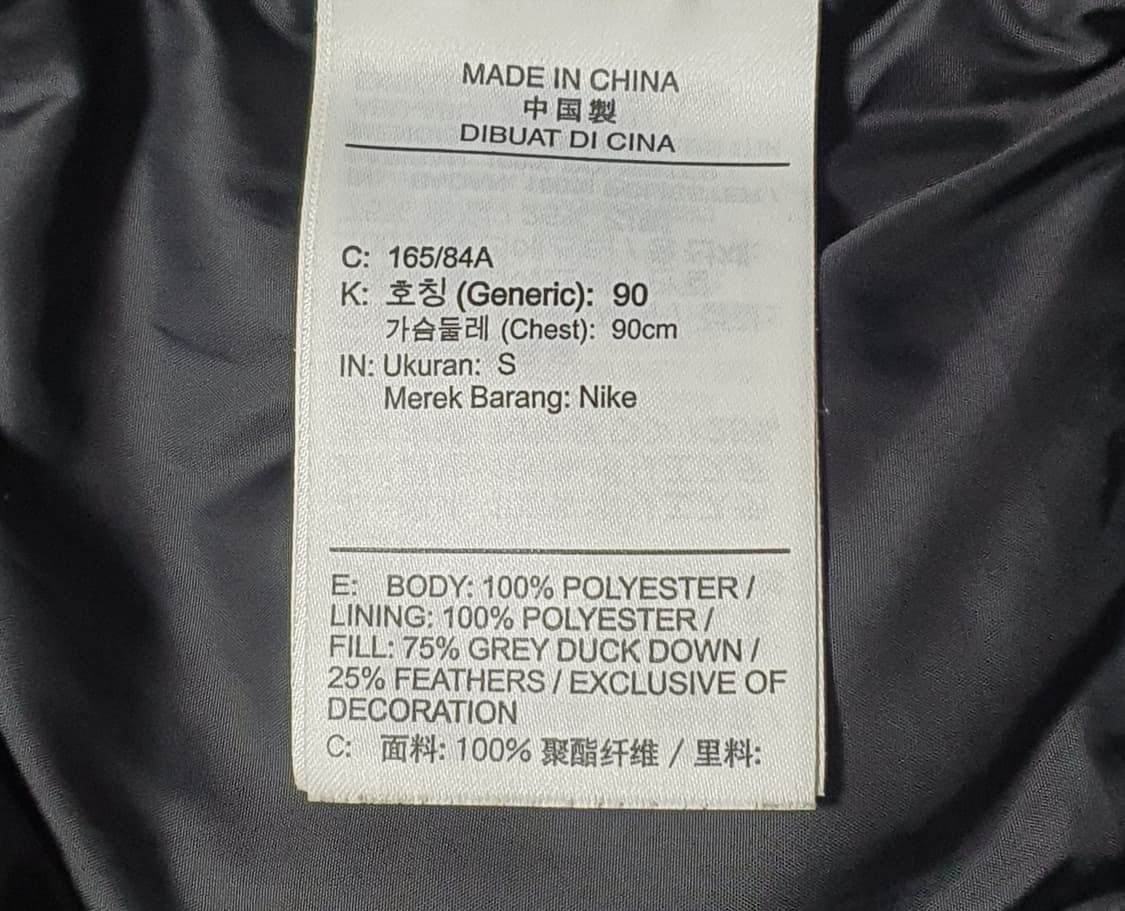 MADE IN CHINA
中国製
DIBUAT DI CINA
C: 165/84A
K: 호칭 (Generic): 90
가슴둘레 (Chest): 90cm
IN: Ukuran: S
Merek Barang: Nike
E: BODY: 100% POLYESTER /
LINING: 100% POLYESTER /
FILL: 75% GREY DUCK DOWN /
25% FEATHERS / EXCLUSIVE OF
DECORATION
C: 面料: 100% 聚酯纤维 / 里料: